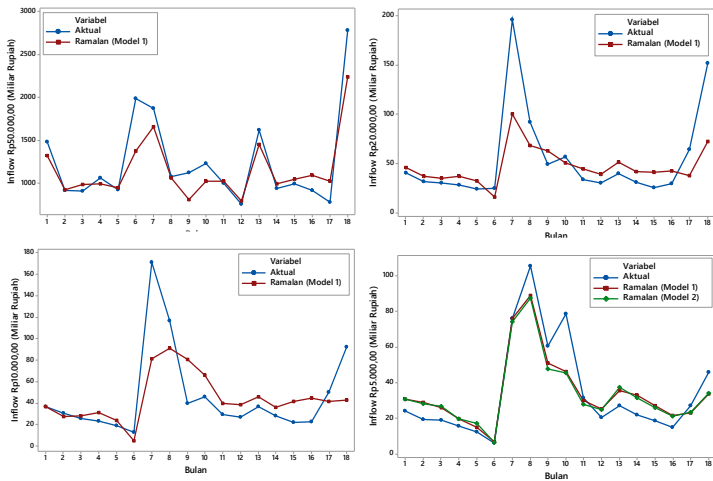 Inflow Rp50.000,00 (Miliar Rupiah)
3000
2500
2000
1500
1000
Variabel
Aktual
Ramalan (Model 1)
1 2 3 4 5 6 7 8 9 10 11 12 13 14 15 16 17 18
Inflow Rp20.000,00 (Miliar Rupiah)
200
150
100
50
0
Variabel
Aktual
Ramalan (Model 1)
1 2 3 4 5 6 7 8 9 10 11 12 13 14 15 16 17 18
Bulan
Inflow Rp10.000,00 (Miliar Rupiah)
180
160
140
120
100
80
60
40
20
0
Variabel
Aktual
Ramalan (Model 1)
1 2 3 4 5 6 7 8 9 10 11 12 13 14 15 16 17 18
Bulan
Inflow Rp5.000,00 (Miliar Rupiah)
100
80
60
40
20
0
Variabel
Aktual
Ramalan (Model 1)
Ramalan (Model 2)
1 2 3 4 5 6 7 8 9 10 11 12 13 14 15 16 17 18
Bulan